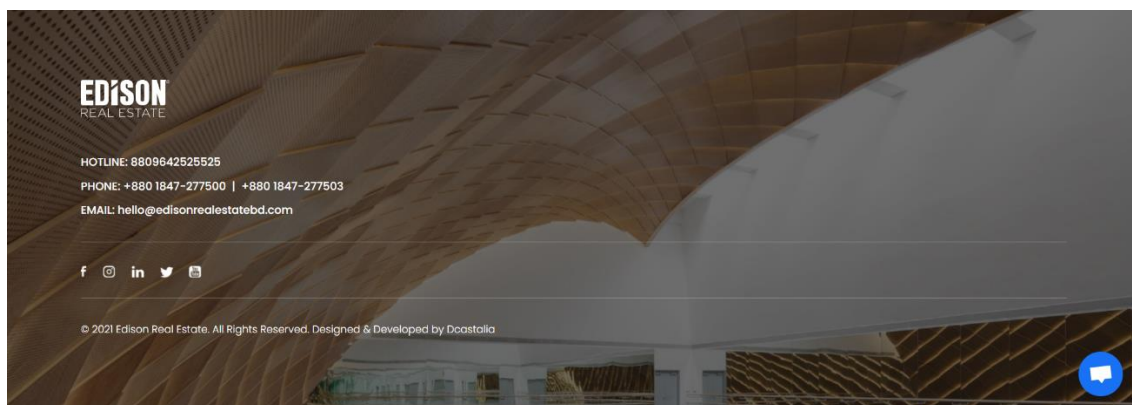 EDISON
REAL ESTATE
HOTLINE: 8809642525525
PHONE: +880 1847-277500 | +880 1847-277503
EMAIL: hello@edisonrealestatebd.com
© 2021 Edison Real Estate. All Rights Reserved. Designed & Developed by Dcastalia